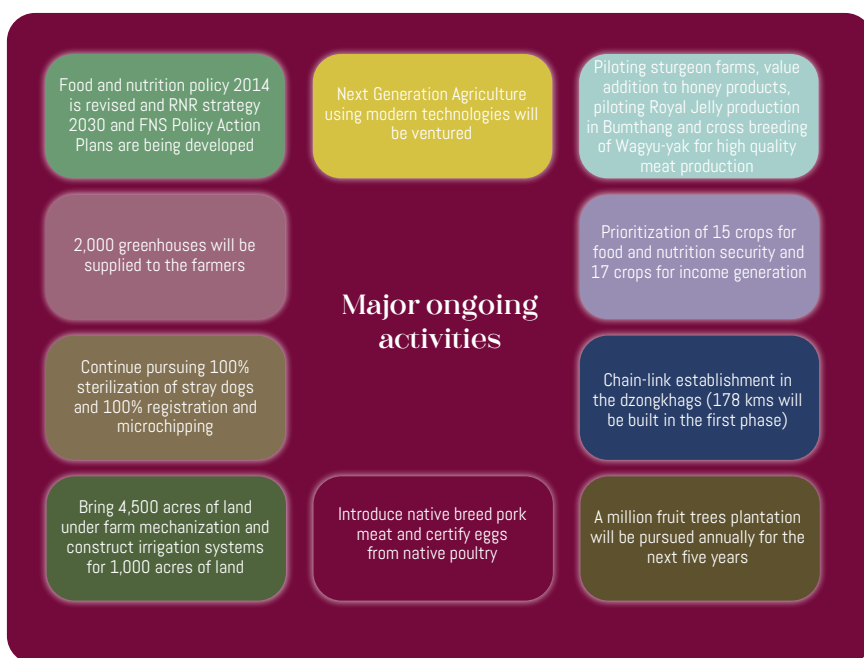 Food and nutrition policy 2014
is revised and RNR strategy
2030 and FNS Policy Action
Plans are being developed
Next Generation Agriculture
using modern technologies will
be ventured
Piloting sturgeon farms, value
addition to honey products,
piloting Royal Jelly production
in Bumthang and cross breeding
of Wagyu-yak for high quality
meat production
2,000 greenhouses will be
supplied to the farmers
Prioritization of 15 crops for
food and nutrition security and
17 crops for income generation
Major ongoing
activities
Continue pursuing 100%
sterilization of stray dogs
and 100% registration and
microchipping
Chain-link establishment in
the dzongkhags (178 kms will
be built in the first phase)
Bring 4,500 acres of land
under farm mechanization and
construct irrigation systems
for 1,000 acres of land
Introduce native breed pork
meat and certify eggs
from native poultry
A million fruit trees plantation
will be pursued annually for the
next five years